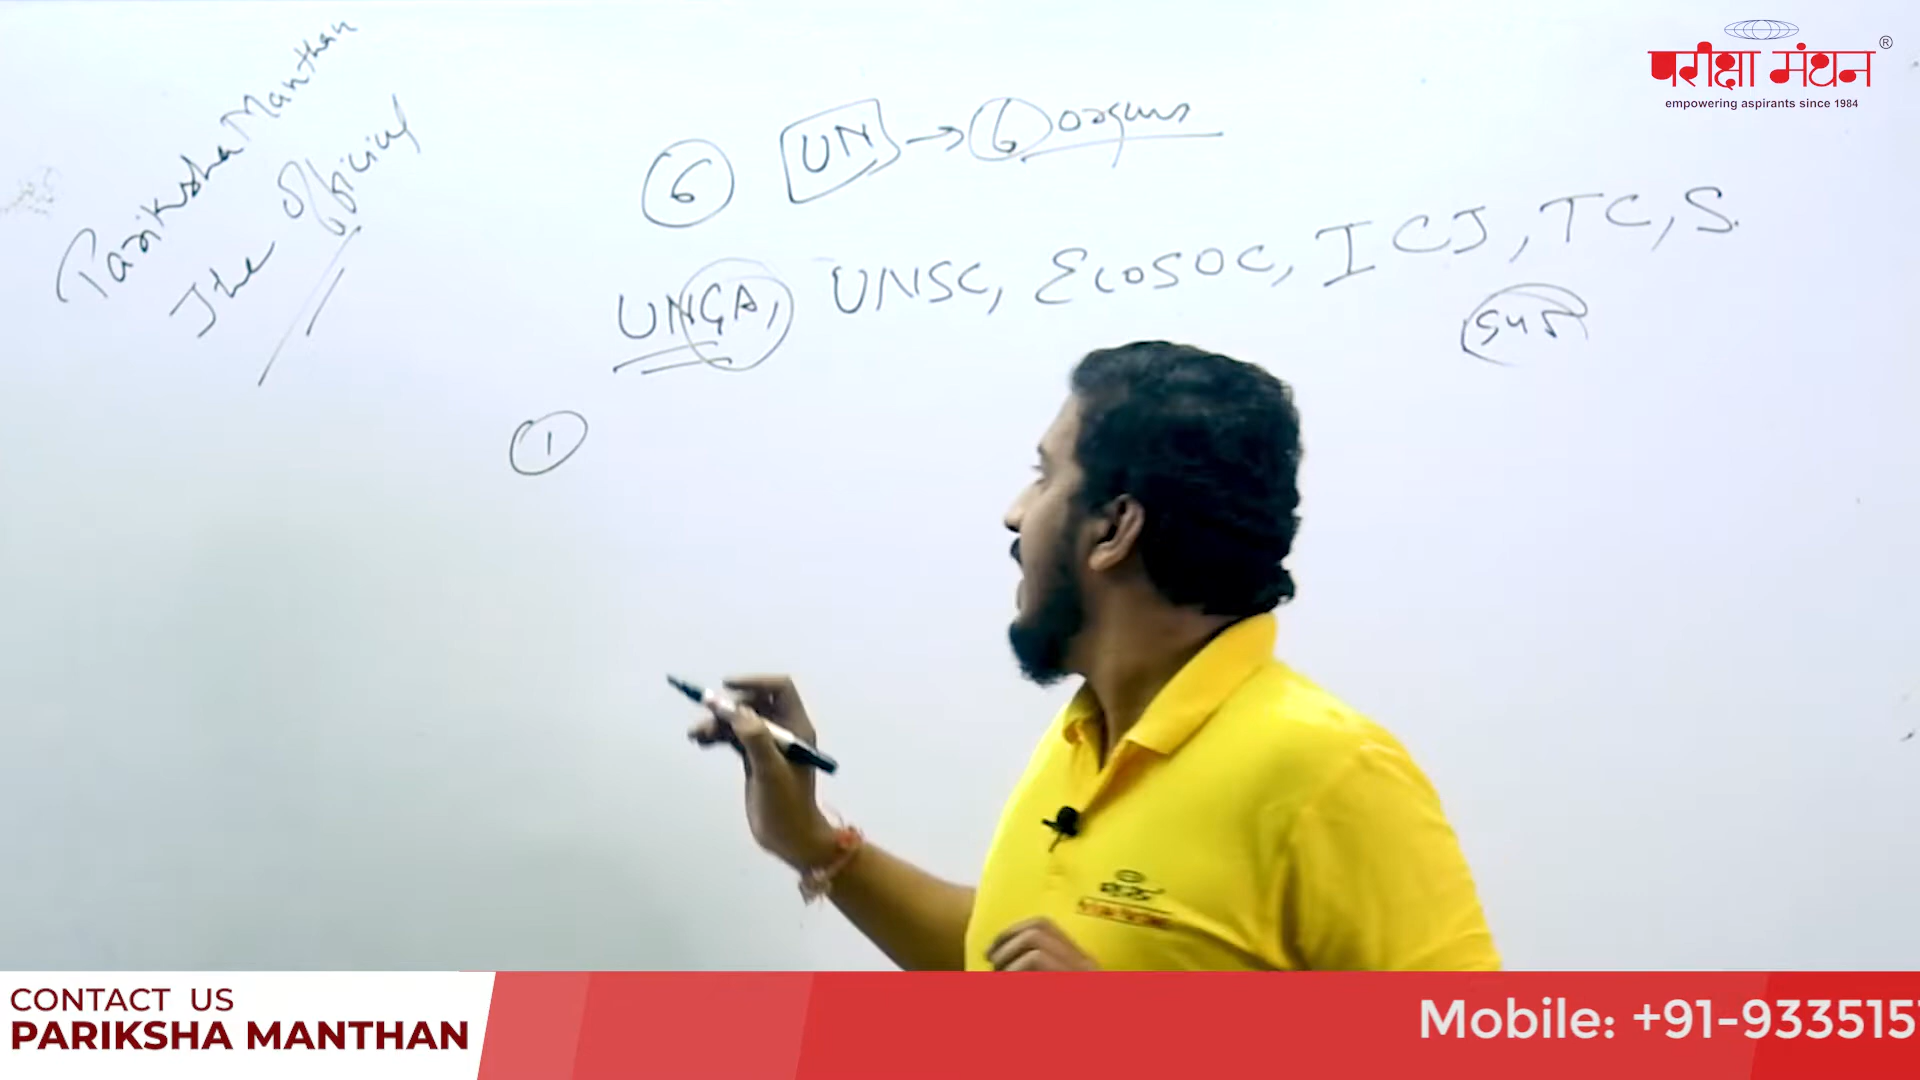 Pariksha Manthan
The Official
परीक्षा मंथन ®
empowering aspirants since 1984
6 UN → 6 organs
UNGA, UNSC, ECOSOC, ICJ, TC, S.
1
CONTACT US
PARIKSHA MANTHAN
Mobile: +91-933515